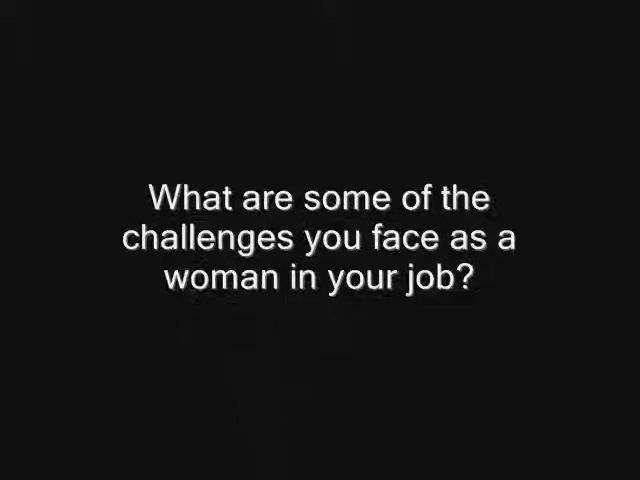 What are some of the
challenges you face as a
woman in your job?